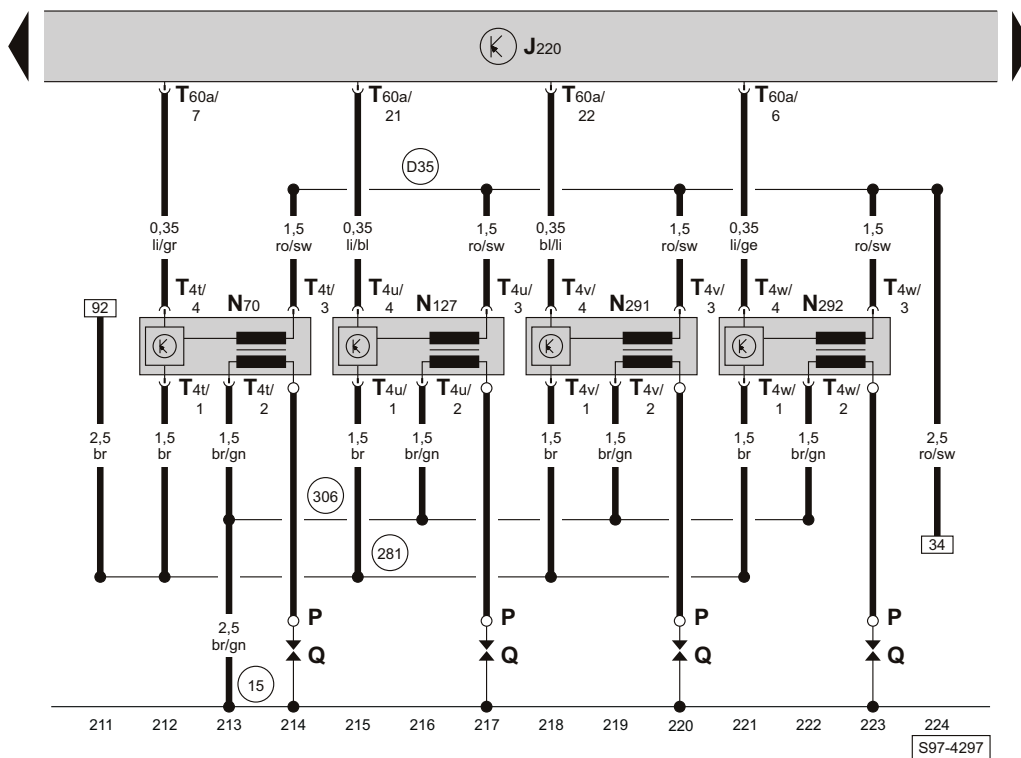 J220
T60a/ T60a/ T60a/ T60a/
7 21 22 6
D35
0,35 1,5 0,35 1,5 0,35 1,5 0,35 1,5
li/gr ro/sw li/bl ro/sw bl/li ro/sw li/ge ro/sw
T4t/ N70 T4t/ T4u/ N127 T4u/ T4v/ N291 T4v/ T4w/ N292 T4w/
4 3 4 3 4 3 4 3
92
T4t/ T4t/ T4u/ T4u/ T4v/ T4v/ T4w/ T4w/
1 2 1 2 1 2 1 2
2,5 1,5 1,5 1,5 1,5 1,5 1,5 1,5 1,5 2,5
br br br/gn br br/gn br br/gn br br/gn ro/sw
306
281
34
P P P P
2,5
br/gn
Q Q Q Q
15
211 212 213 214 215 216 217 218 219 220 221 222 223 224
S97-4297